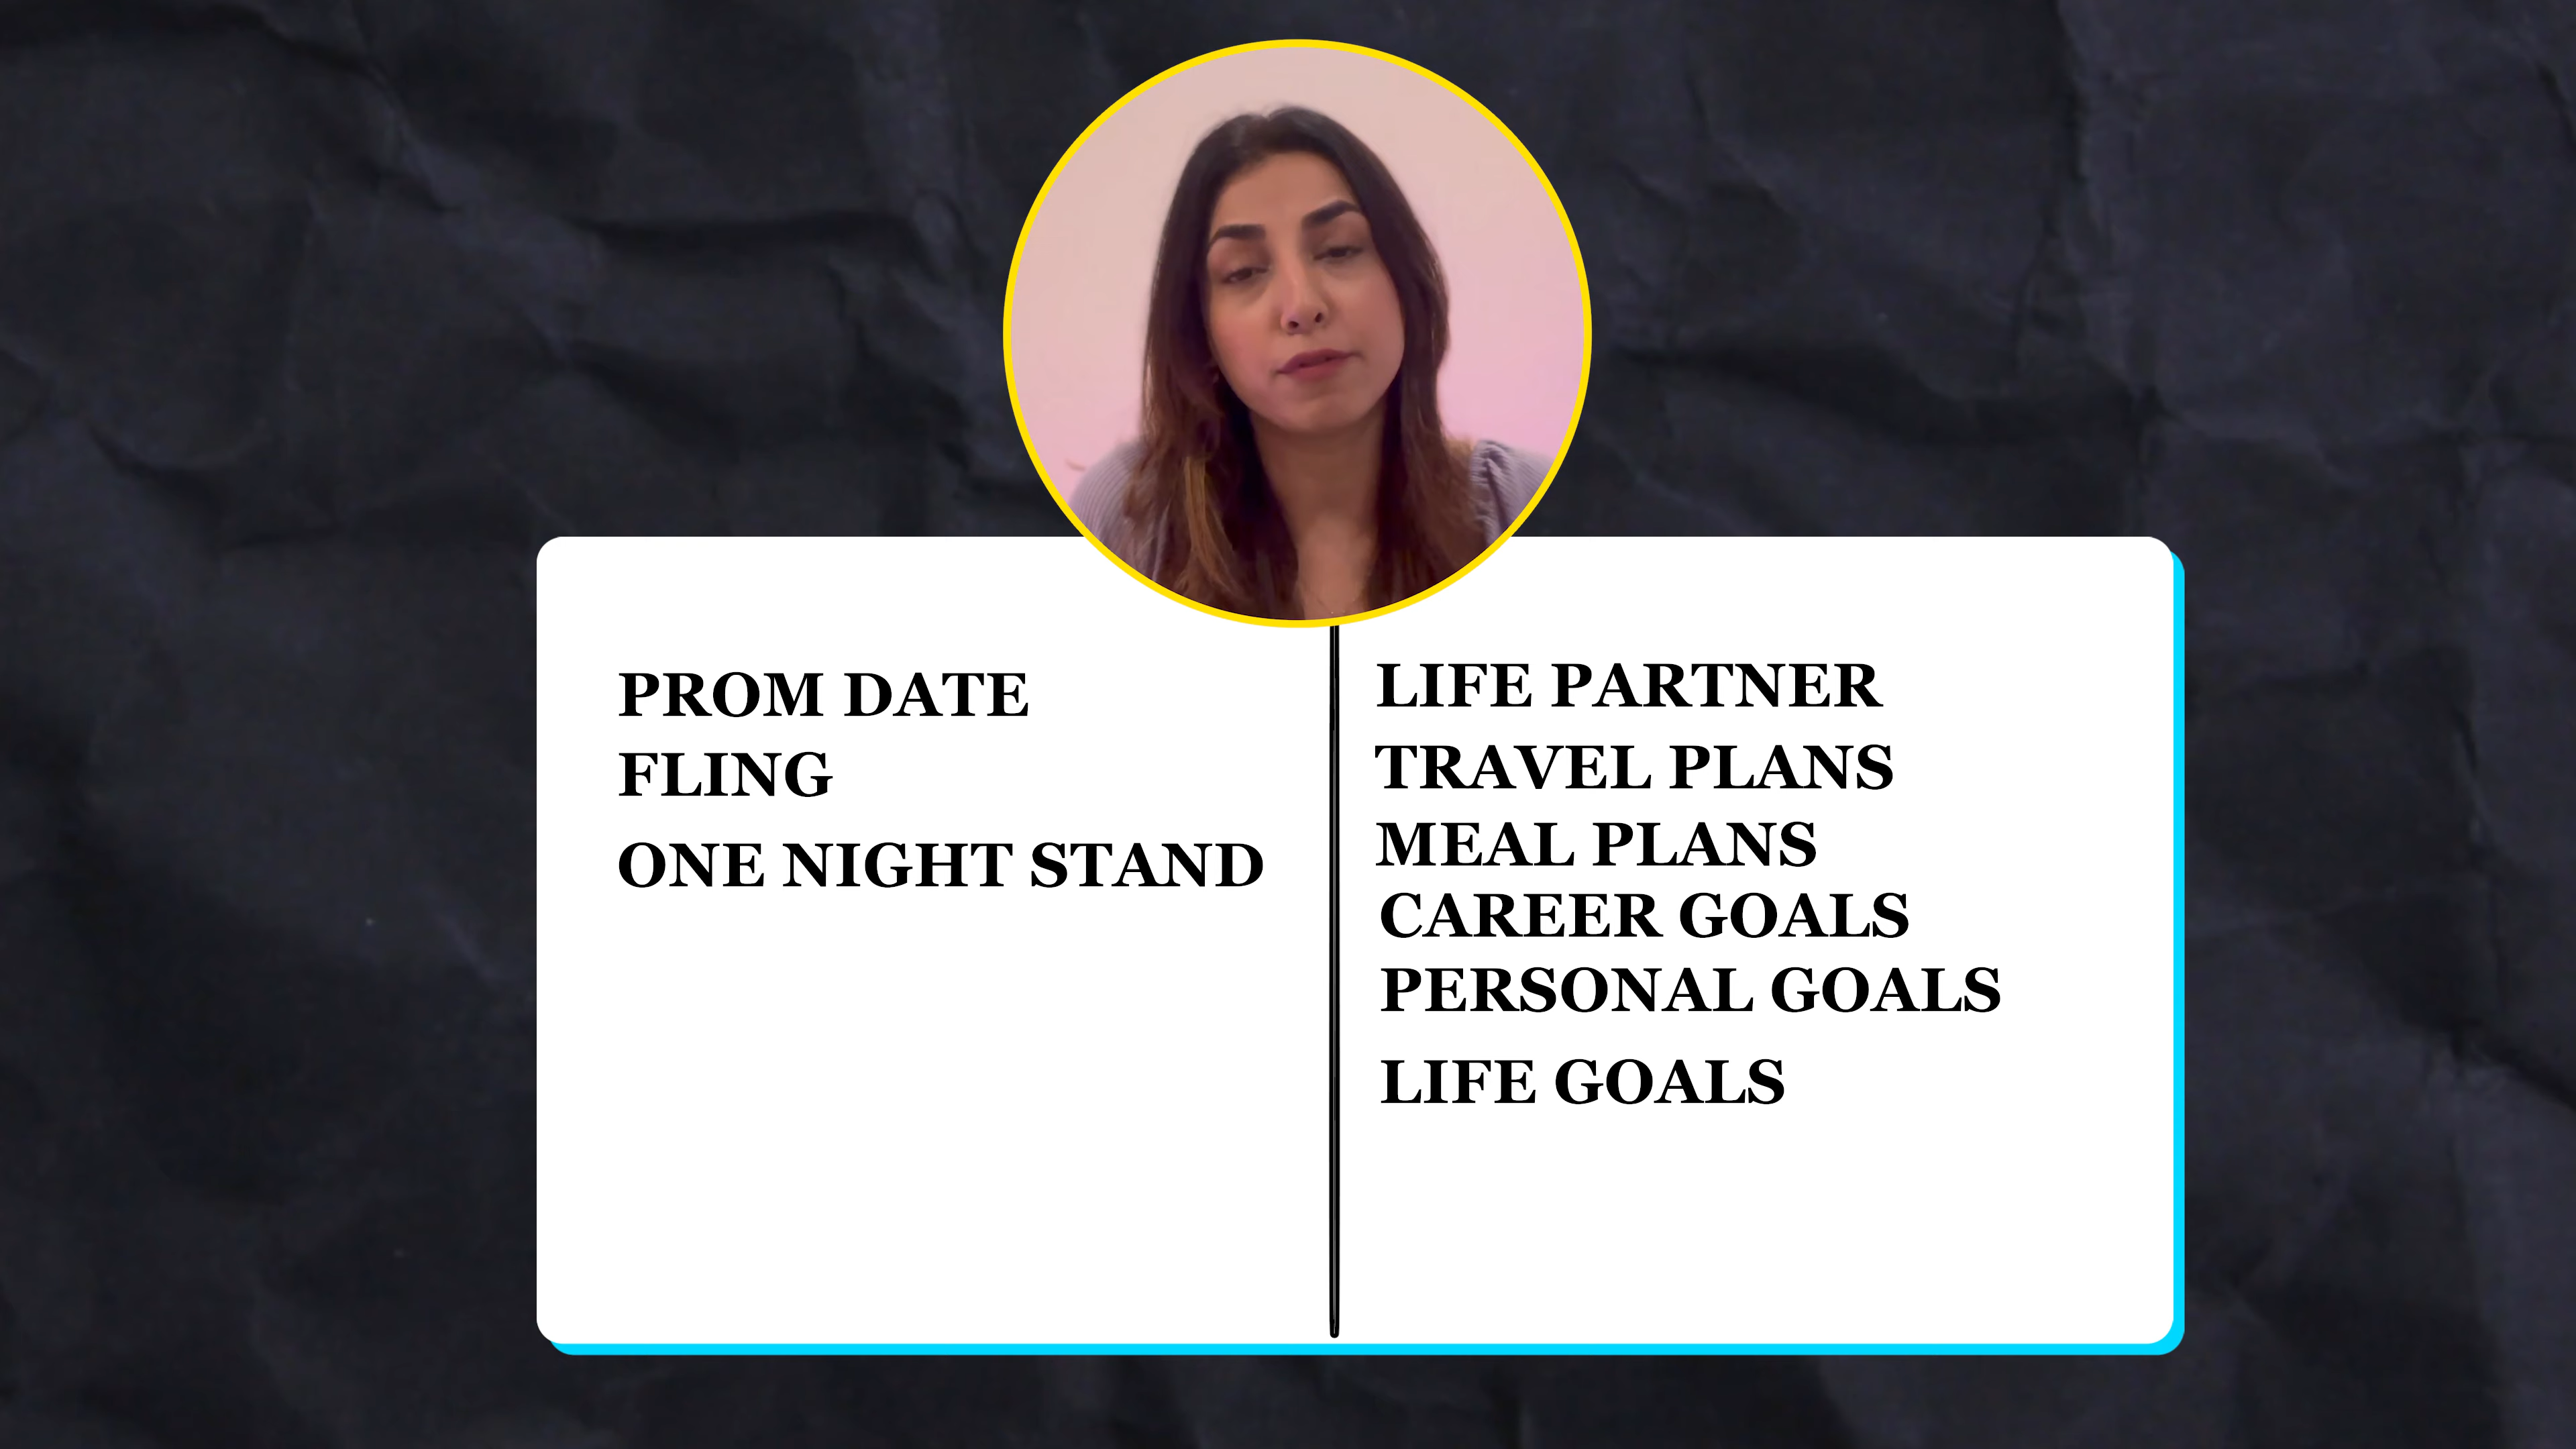 PROM DATE
FLING
ONE NIGHT STAND
LIFE PARTNER
TRAVEL PLANS
MEAL PLANS
CAREER GOALS
PERSONAL GOALS
LIFE GOALS